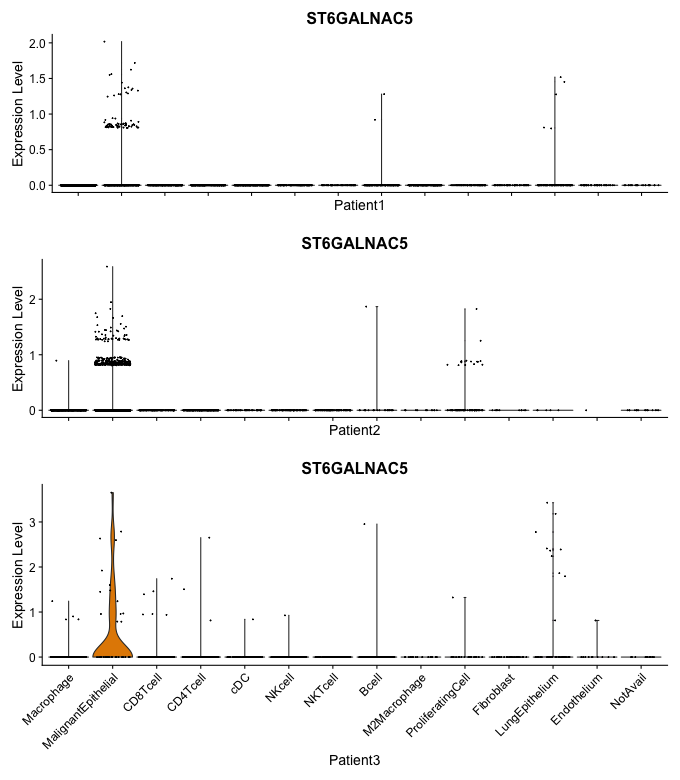 ST6GALNAC5
Expression Level
2.0
1.5
1.0
0.5
0.0
Patient1
ST6GALNAC5
Expression Level
2
1
0
Patient2
ST6GALNAC5
Expression Level
3
2
1
0
Macrophage
MalignantEpithelial
CD8Tcell
CD4Tcell
cDC
NKcell
NKTcell
Bcell
M2Macrophage
ProliferatingCell
Fibroblast
LungEpithelium
Endothelium
NotAvail
Patient3